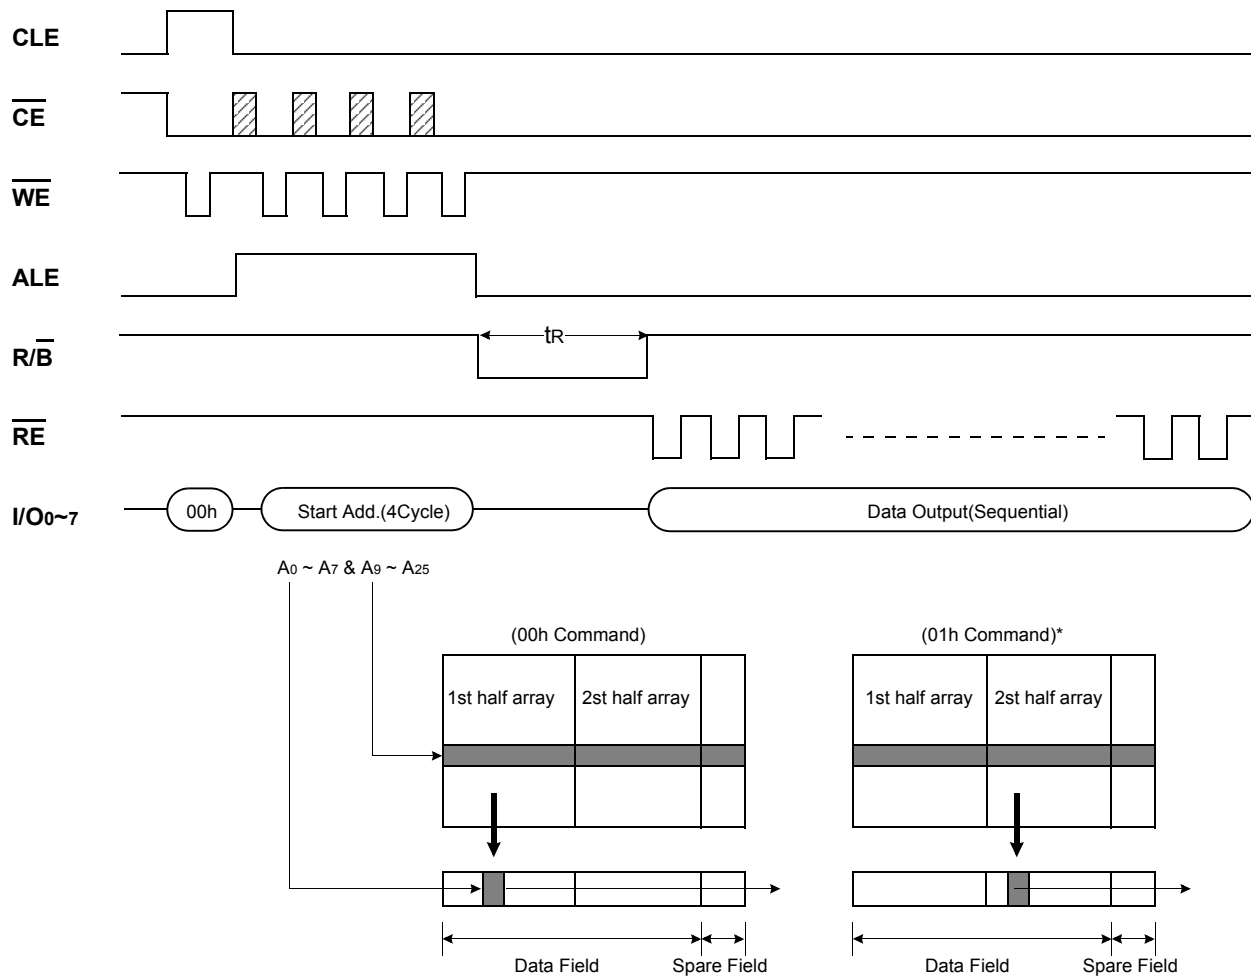 CLE
CE
WE
ALE
R/B
tR
RE
I/O0~7
00h
Start Add.(4Cycle)
Data Output(Sequential)
A0 ~ A7 & A9 ~ A25
(00h Command)
(01h Command)*
1st half array
2st half array
1st half array
2st half array
Data Field
Spare Field
Data Field
Spare Field